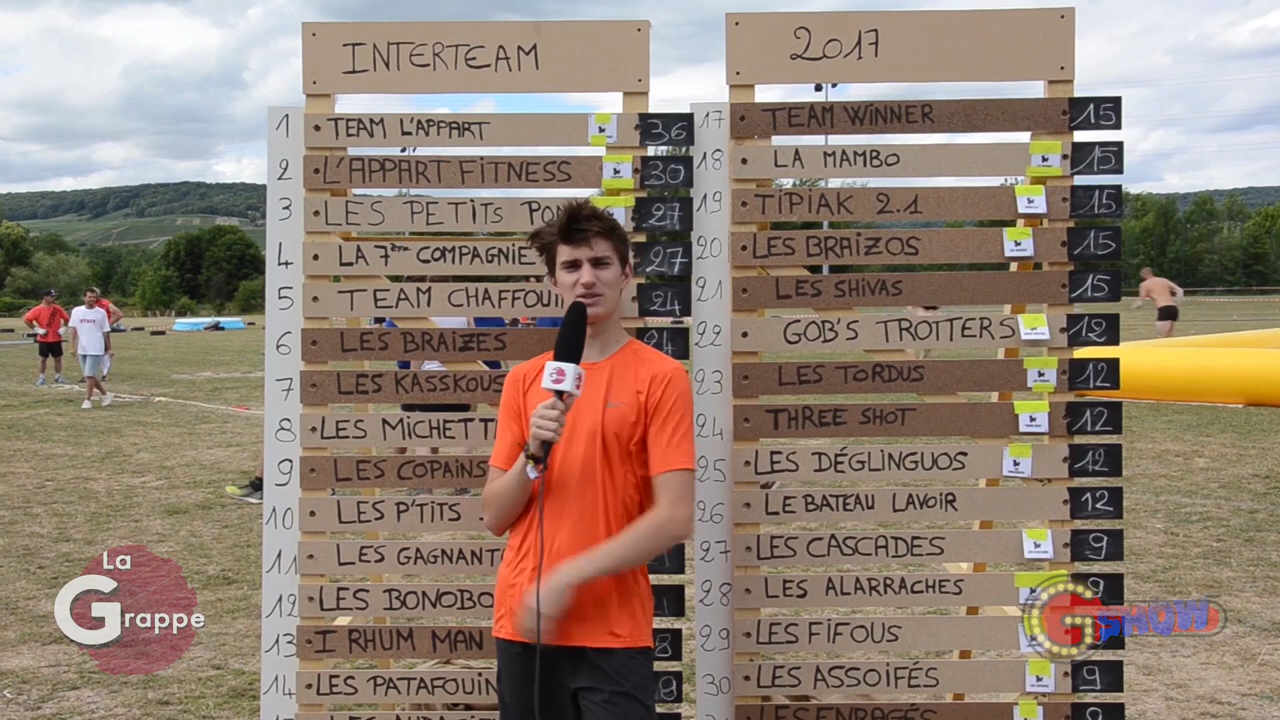 INTERTEAM
2017
1 TEAM L'APPART 36
2 L'APPART FITNESS 30
3 LES PETITS 27
4 LA 7ème COMPAGNIE 27
5 TEAM CHAFFOUIN 24
6 LES BRAIZES 24
7 LES KASSKOUS
8 LES MICHETT
9 LES COPAINS
10 LES P'TITS
11 LES GAGNANT
12 LES BONOBO
13 I RHUM MAN 8
14 LES PATAFOUIN
17 TEAM WINNER 15
18 LA MAMBO 15
19 TIPIAK 2.1 15
20 LES BRAIZOS 15
21 LES SHIVAS 15
22 GOB'S TROTTERS 12
23 LES TORDUS 12
24 THREE SHOT 12
25 LES DÉGLINGUOS 12
26 LE BATEAU LAVOIR 12
27 LES CASCADES 9
28 LES ALARRACHES 9
29 LES FIFOUS
30 LES ASSOIFÉS 9
LES ENRAGÉS
STAFF
La Grappe
G SHOW